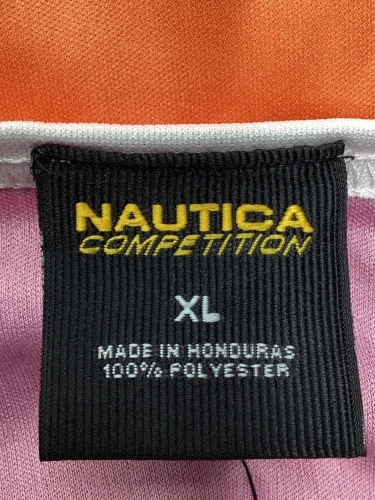 NAUTICA
COMPETITION
XL
MADE IN HONDURAS
100% POLYESTER